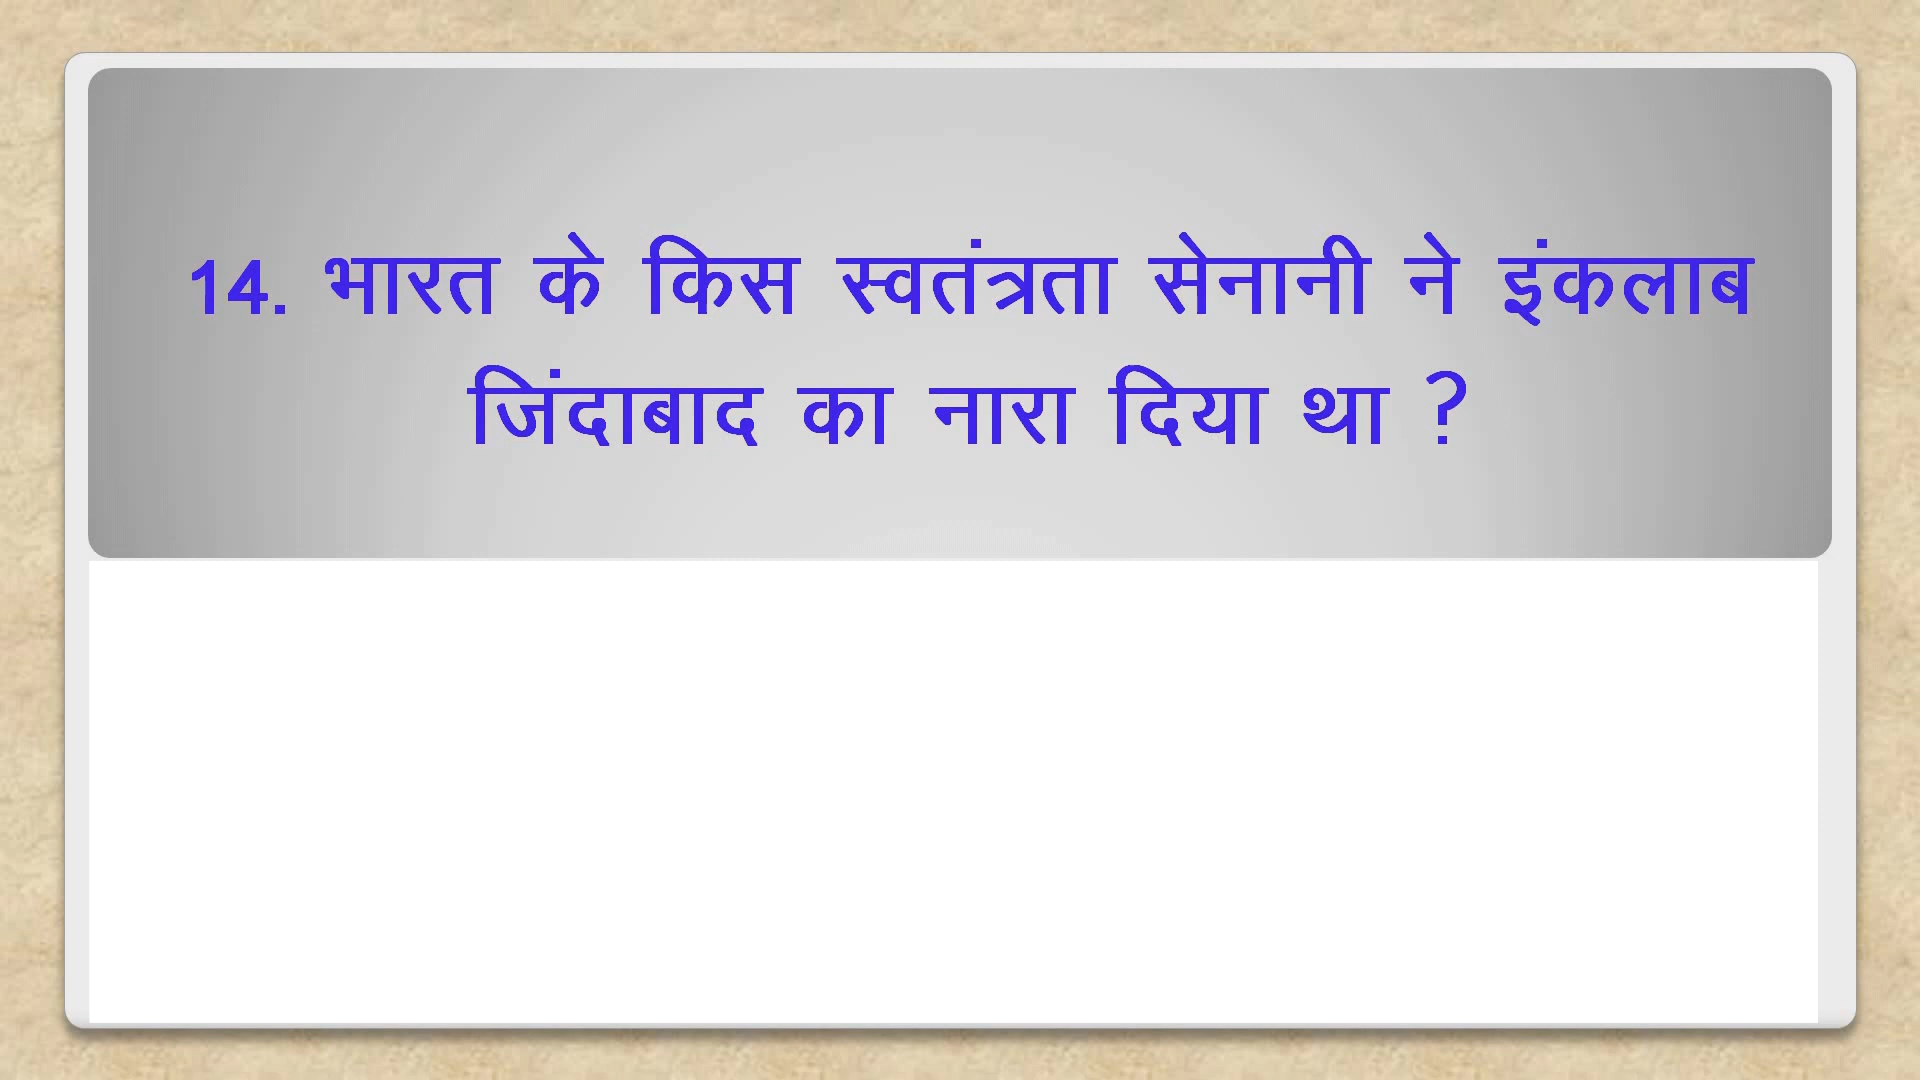 14. भारत के किस स्वतंत्रता सेनानी ने इंकलाब
जिंदाबाद का नारा दिया था ?